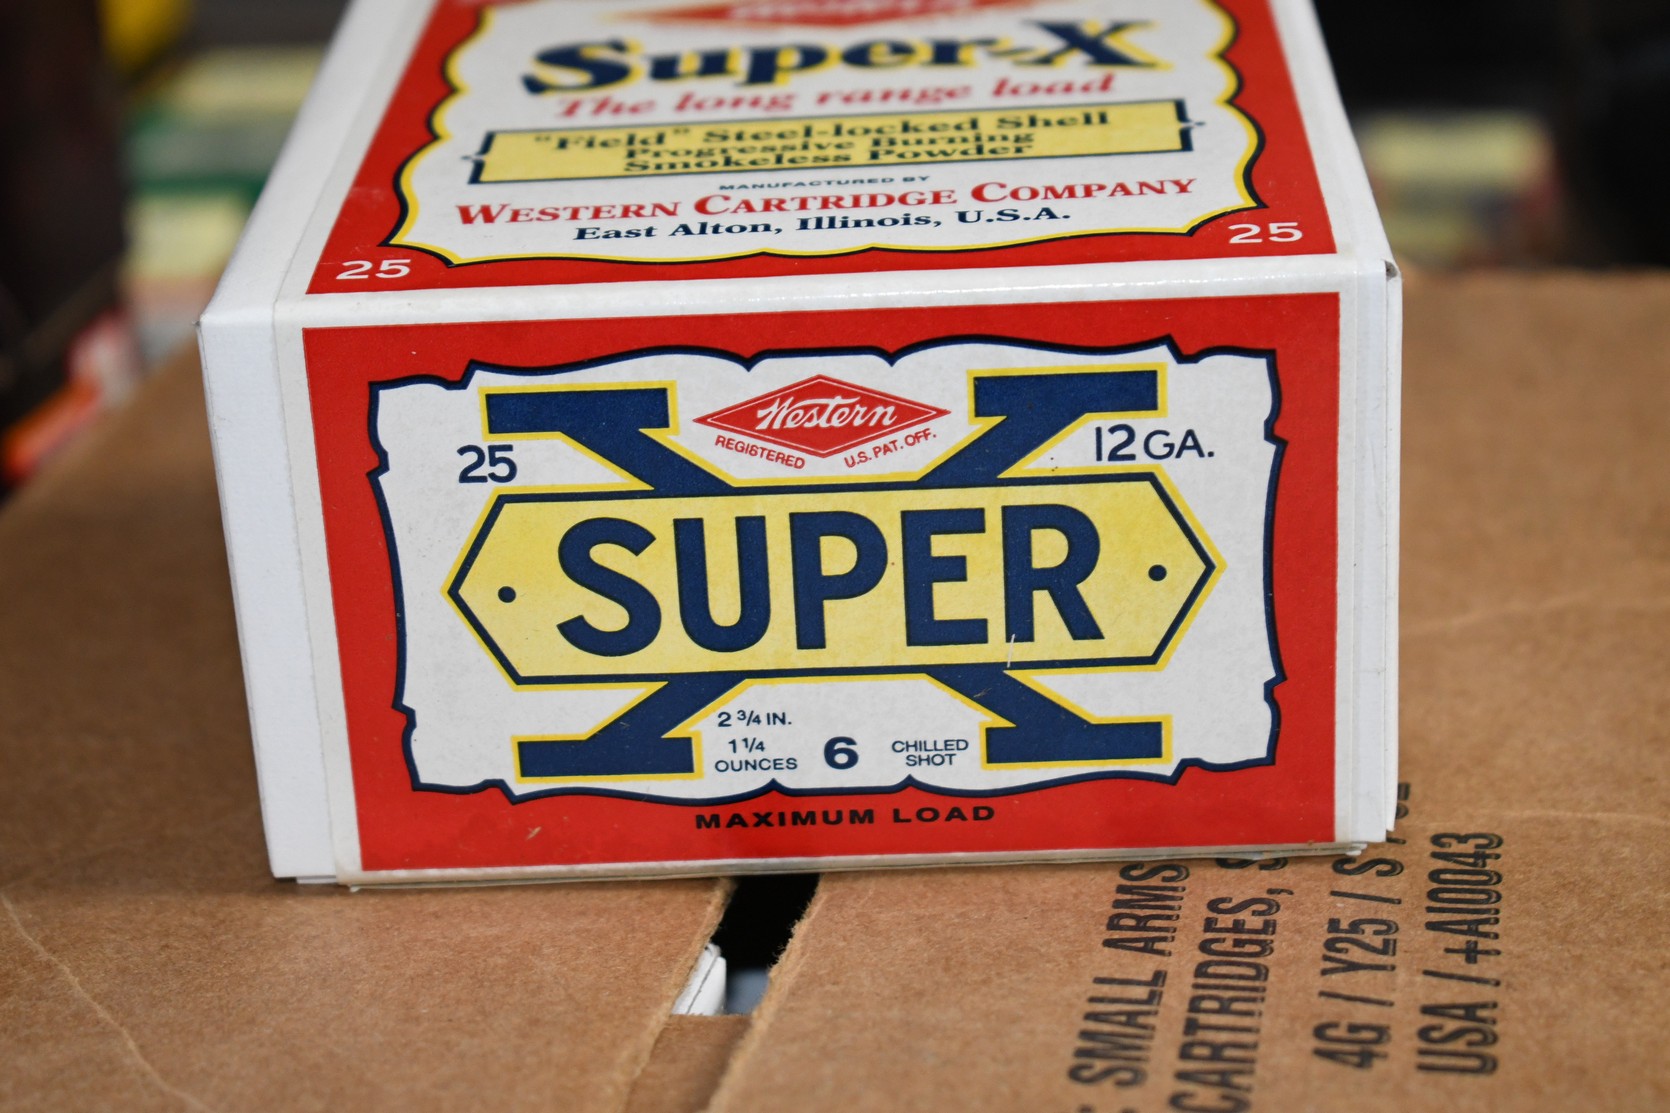 Western
Super-X
The long range load
"Field" Steel-locked Shell
Progressive Burning
Smokeless Powder
MANUFACTURED BY
WESTERN CARTRIDGE COMPANY
East Alton, Illinois, U.S.A.
25
25
Western
REGISTERED U.S. PAT. OFF.
25
12 GA.
SUPER
X
2 3/4 IN.
1 1/4
OUNCES
6
CHILLED
SHOT
MAXIMUM LOAD
SMALL ARMS
CARTRIDGES,
4G / Y25 / S /
USA / +AI0043